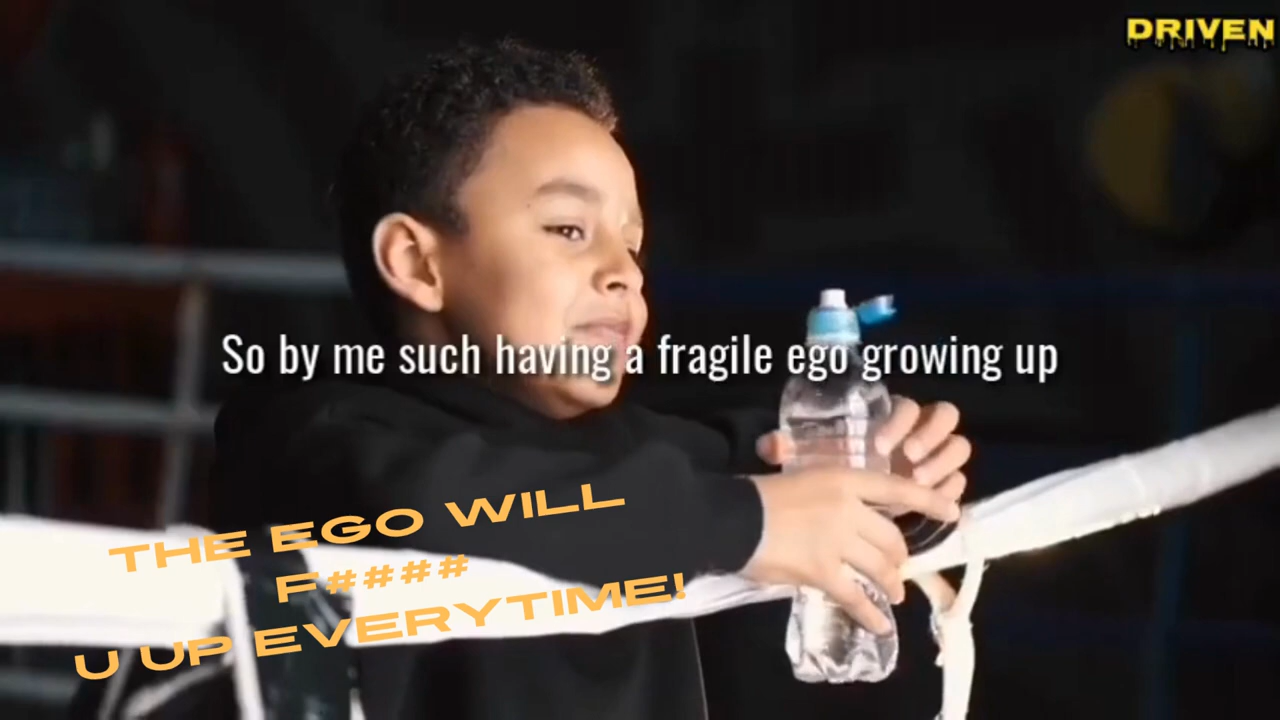 DRIVEN
So by me such having a fragile ego growing up
THE EGO WILL
F####
U UP EVERYTIME!